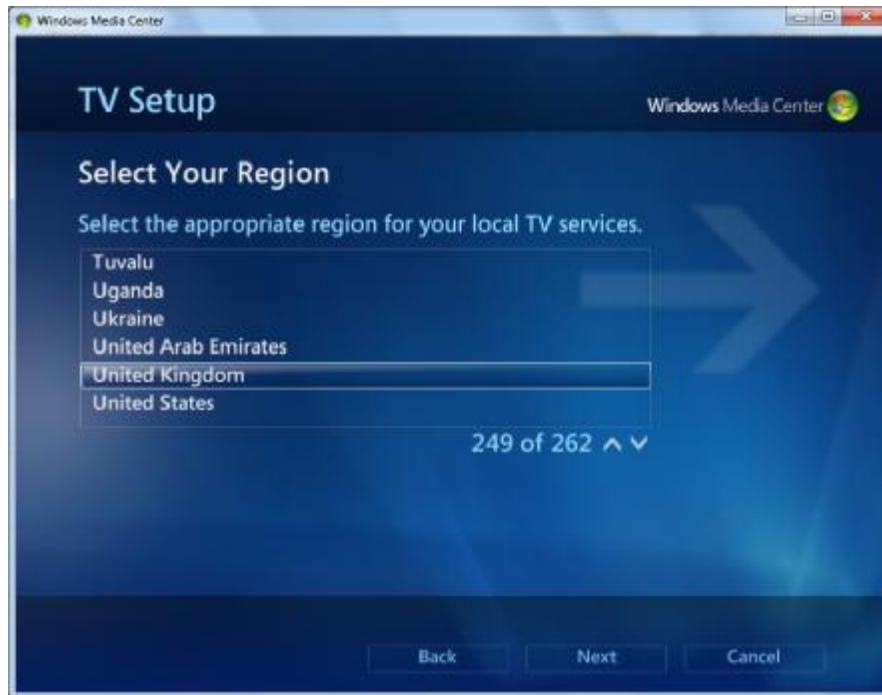 Windows Media Center
TV Setup
Windows Media Center
Select Your Region
Select the appropriate region for your local TV services.
Tuvalu
Uganda
Ukraine
United Arab Emirates
United Kingdom
United States
249 of 262
Back Next Cancel